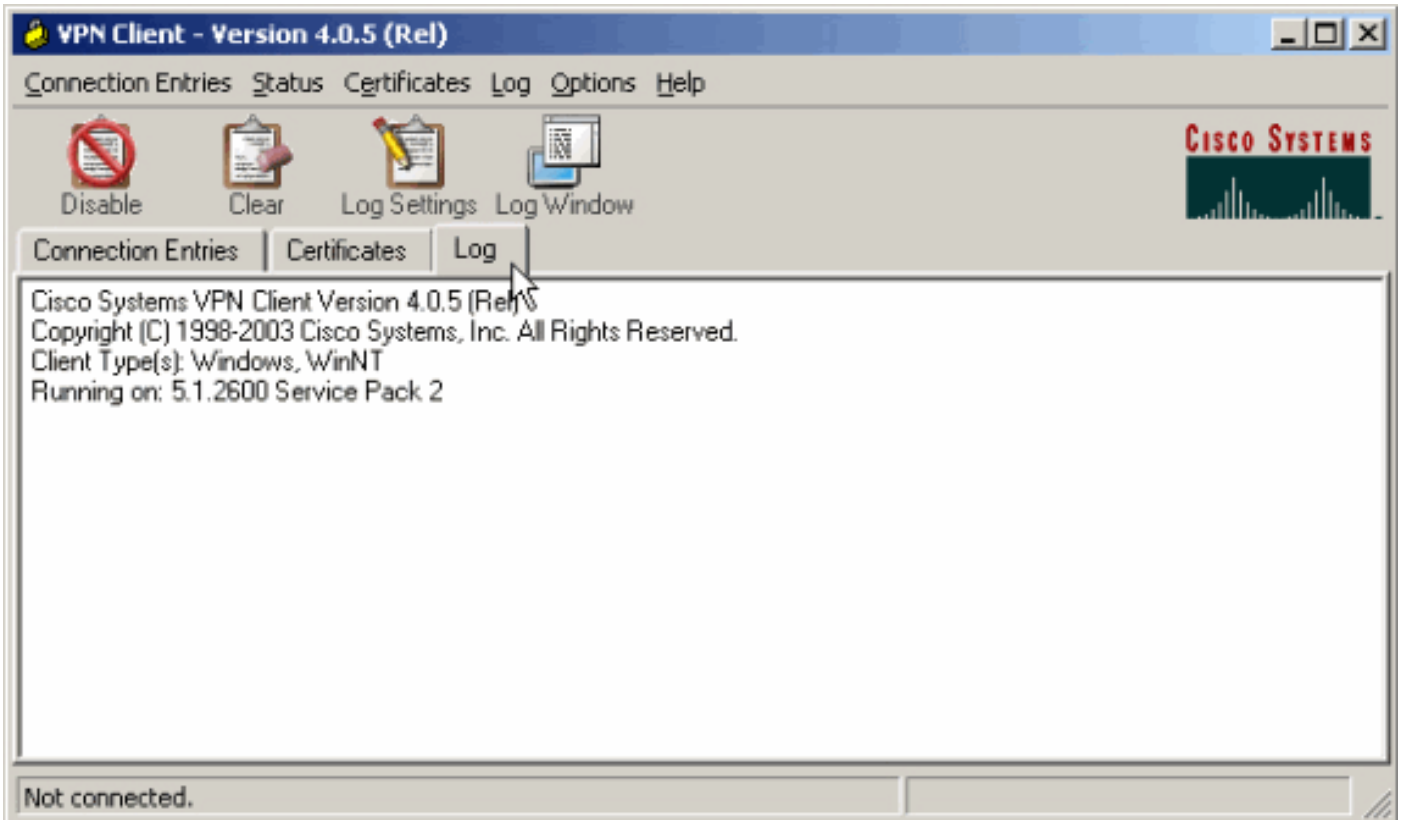 VPN Client - Version 4.0.5 (Rel)
Connection Entries Status Certificates Log Options Help
Disable Clear Log Settings Log Window
CISCO SYSTEMS
Connection Entries Certificates Log
Cisco Systems VPN Client Version 4.0.5 (Rel)
Copyright (C) 1998-2003 Cisco Systems, Inc. All Rights Reserved.
Client Type(s): Windows, WinNT
Running on: 5.1.2600 Service Pack 2
Not connected.